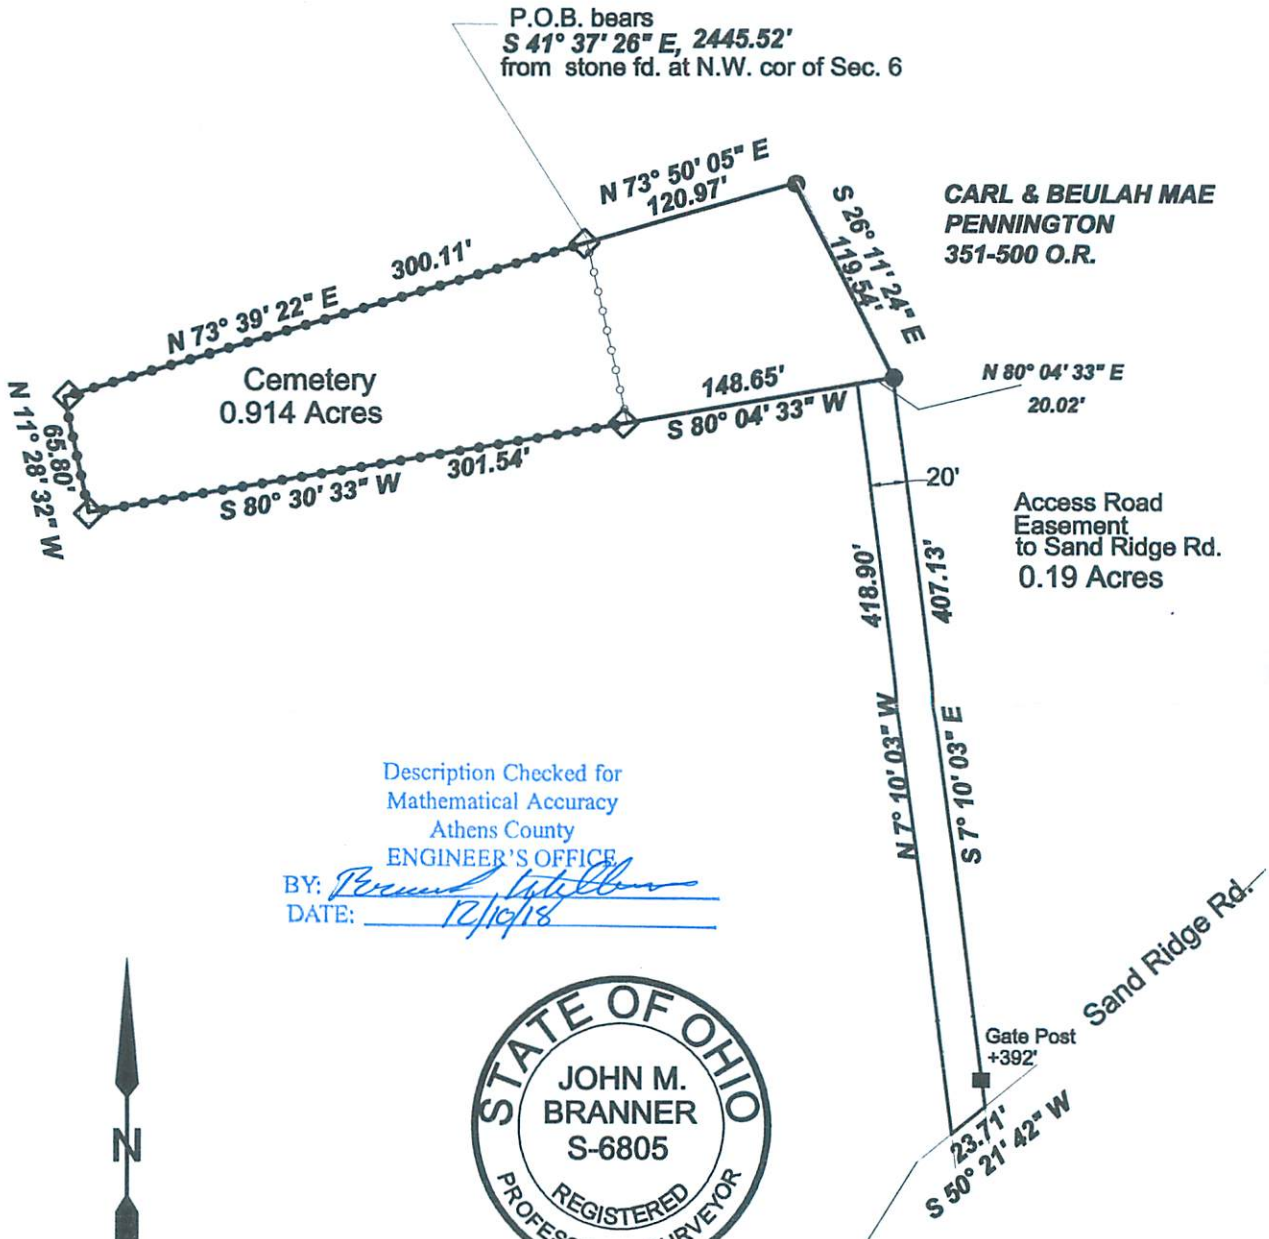 P.O.B. bears
S 41° 37' 26" E, 2445.52'
from stone fd. at N.W. cor of Sec. 6
N 73° 50' 05" E
120.97'
S 26° 11' 24" E
119.54'
CARL & BEULAH MAE
PENNINGTON
351-500 O.R.
300.11'
N 73° 39' 22" E
Cemetery
0.914 Acres
N 11° 28' 32" W
65.80'
S 80° 30' 33" W
301.54'
148.65'
S 80° 04' 33" W
N 80° 04' 33" E
20.02'
20'
Access Road
Easement
to Sand Ridge Rd.
0.19 Acres
418.90'
407.13'
N 7° 10' 03" W
S 7° 10' 03" E
Description Checked for
Mathematical Accuracy
Athens County
ENGINEER'S OFFICE
BY:
DATE: 12/10/18
Sand Ridge Rd.
Gate Post
+392'
23.71'
S 50° 21' 42" W
N
STATE OF OHIO
JOHN M.
BRANNER
S-6805
REGISTERED